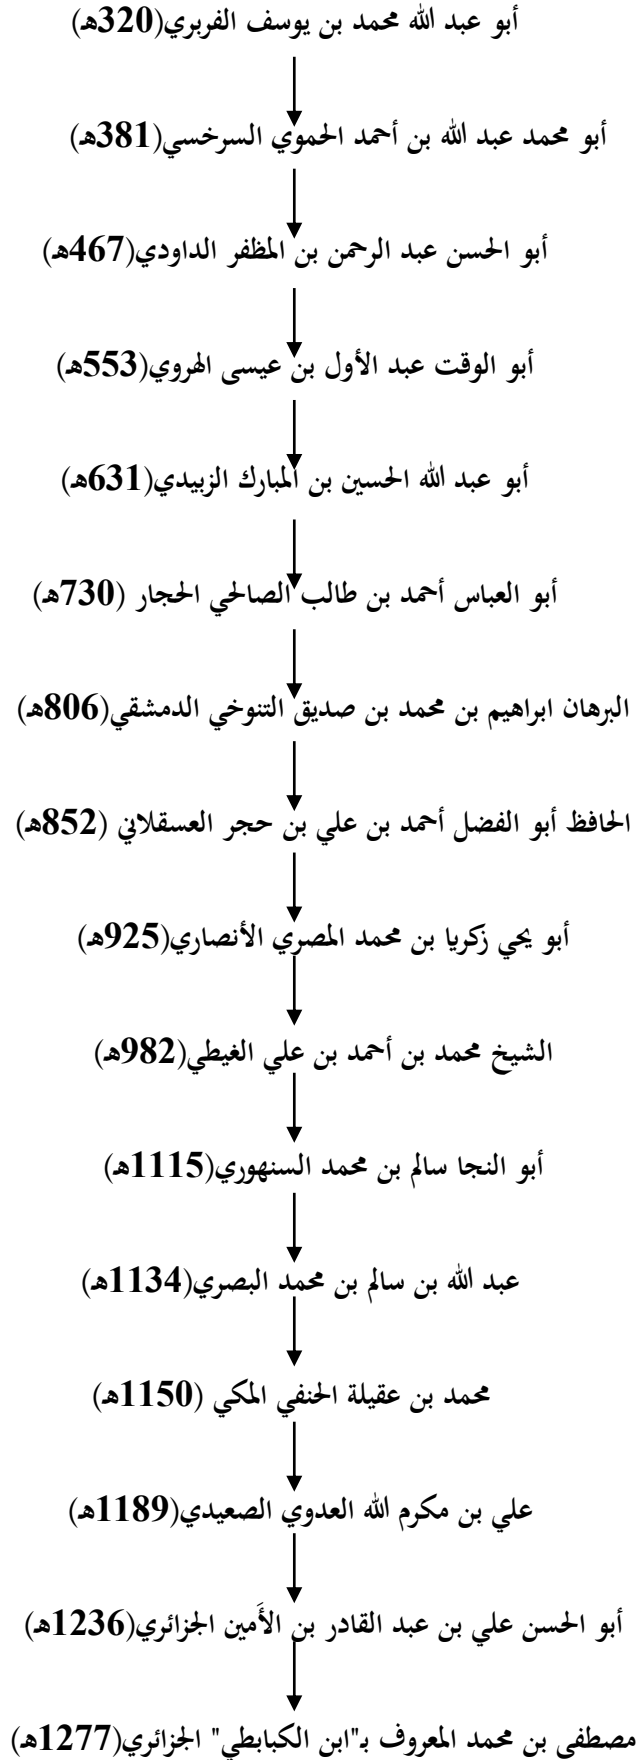 أبو عبد الله محمد بن يوسف الفربري(320هـ)
أبو محمد عبد الله بن أحمد الحموي السرخسي(381هـ)
أبو الحسن عبد الرحمن بن المظفر الداودي(467هـ)
أبو الوقت عبد الأول بن عيسى الهروي(553هـ)
أبو عبد الله الحسين بن المبارك الزبيدي(631هـ)
أبو العباس أحمد بن طالب الصالحي الحجار (730هـ)
البرهان ابراهيم بن محمد بن صديق التنوخي الدمشقي(806هـ)
الحافظ أبو الفضل أحمد بن علي بن حجر العسقلاني (852هـ)
أبو يحي زكريا بن محمد المصري الأنصاري(925هـ)
الشيخ محمد بن أحمد بن علي الغيطي(982هـ)
أبو النجا سالم بن محمد السنهوري(1115هـ)
عبد الله بن سالم بن محمد البصري(1134هـ)
محمد بن عقيلة الحنفي المكي (1150هـ)
علي بن مكرم الله العدوي الصعيدي(1189هـ)
أبو الحسن علي بن عبد القادر بن الأَمين الجزائري(1236هـ)
مصطفى بن محمد المعروف بـ"ابن الكبابطي" الجزائري(1277هـ)